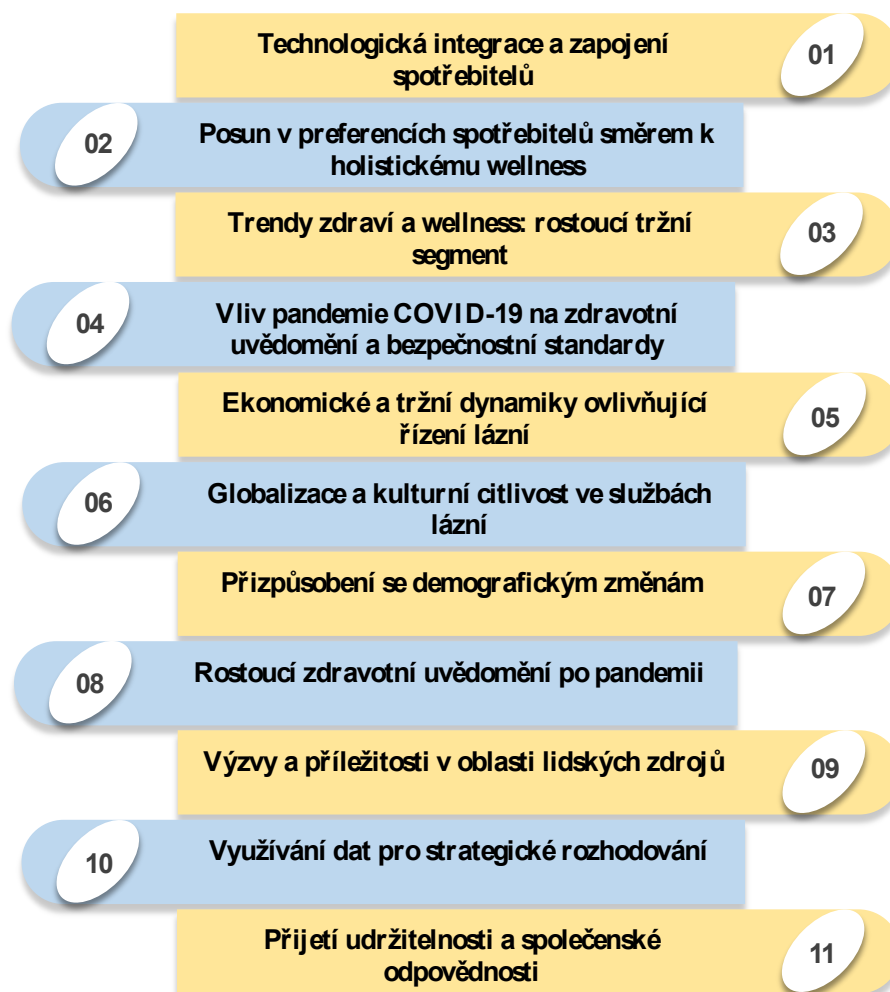 Technologická integrace a zapojení
spotřebitelů
01
02
Posun v preferencích spotřebitelů směrem k
holistickému wellness
Trendy zdraví a wellness: rostoucí tržní
segment
03
04
Vliv pandemie COVID-19 na zdravotní
uvědomění a bezpečnostní standardy
Ekonomické a tržní dynamiky ovlivňující
řízení lázní
05
06
Globalizace a kulturní citlivost ve službách
lázní
Přizpůsobení se demografickým změnám
07
08
Rostoucí zdravotní uvědomění po pandemii
Výzvy a příležitosti v oblasti lidských zdrojů
09
10
Využívání dat pro strategické rozhodování
Přijetí udržitelnosti a společenské
odpovědnosti
11